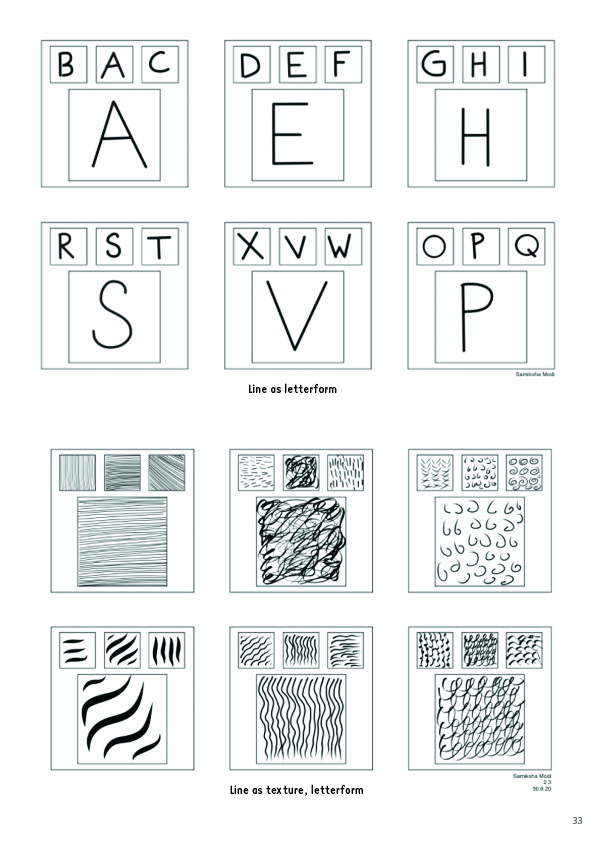 B A C
A
D E F
E
G H I
H
R S T
S
X V W
V
O P Q
P
Samiksha Modi
Line as letterform
Samiksha Modi
2.3
30.8.20
Line as texture, letterform
33